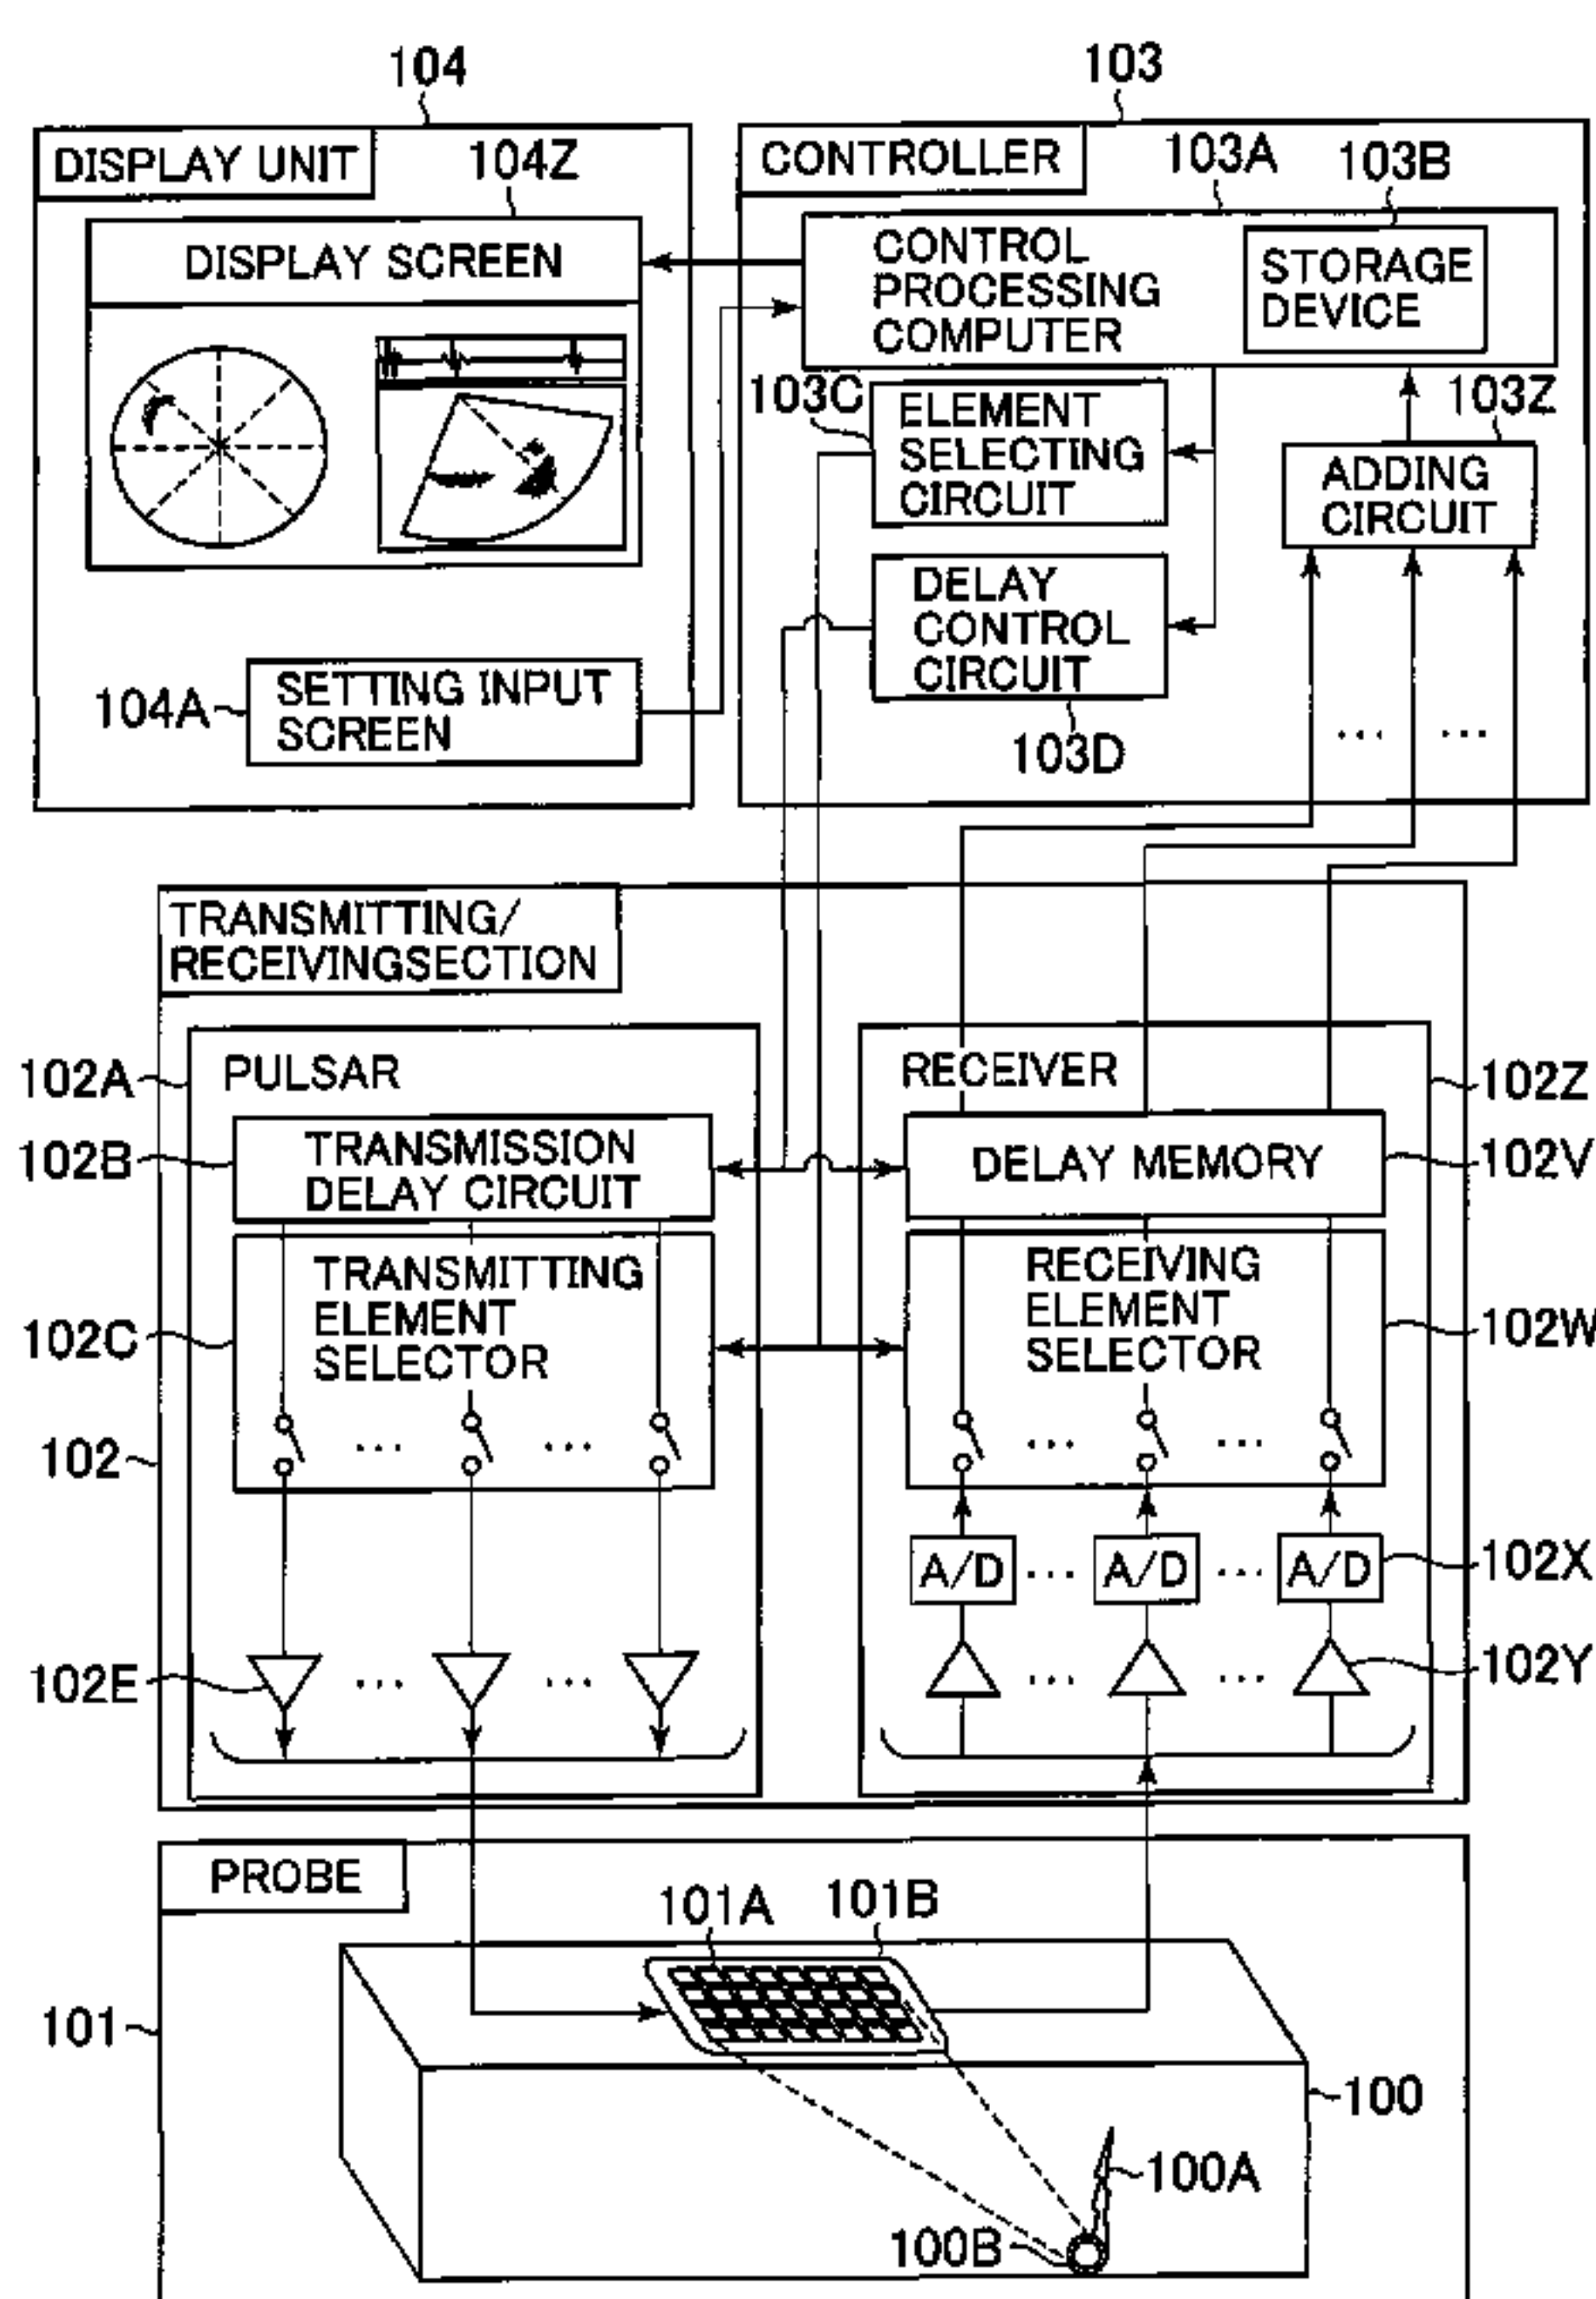 104
103
DISPLAY UNIT
104Z
CONTROLLER
103A
103B
DISPLAY SCREEN
CONTROL
PROCESSING
COMPUTER
STORAGE
DEVICE
103C
ELEMENT
SELECTING
CIRCUIT
103Z
ADDING
CIRCUIT
DELAY
CONTROL
CIRCUIT
104A
SETTING INPUT
SCREEN
103D
... ...
TRANSMITTING/
RECEIVINGSECTION
102A
PULSAR
RECEIVER
102Z
102B
TRANSMISSION
DELAY CIRCUIT
DELAY MEMORY
102V
102C
TRANSMITTING
ELEMENT
SELECTOR
RECEIVING
ELEMENT
SELECTOR
102W
102
... ...
... ...
A/D ... A/D ... A/D
102X
102E
... ...
... ...
102Y
PROBE
101A
101B
101
100
100A
100B